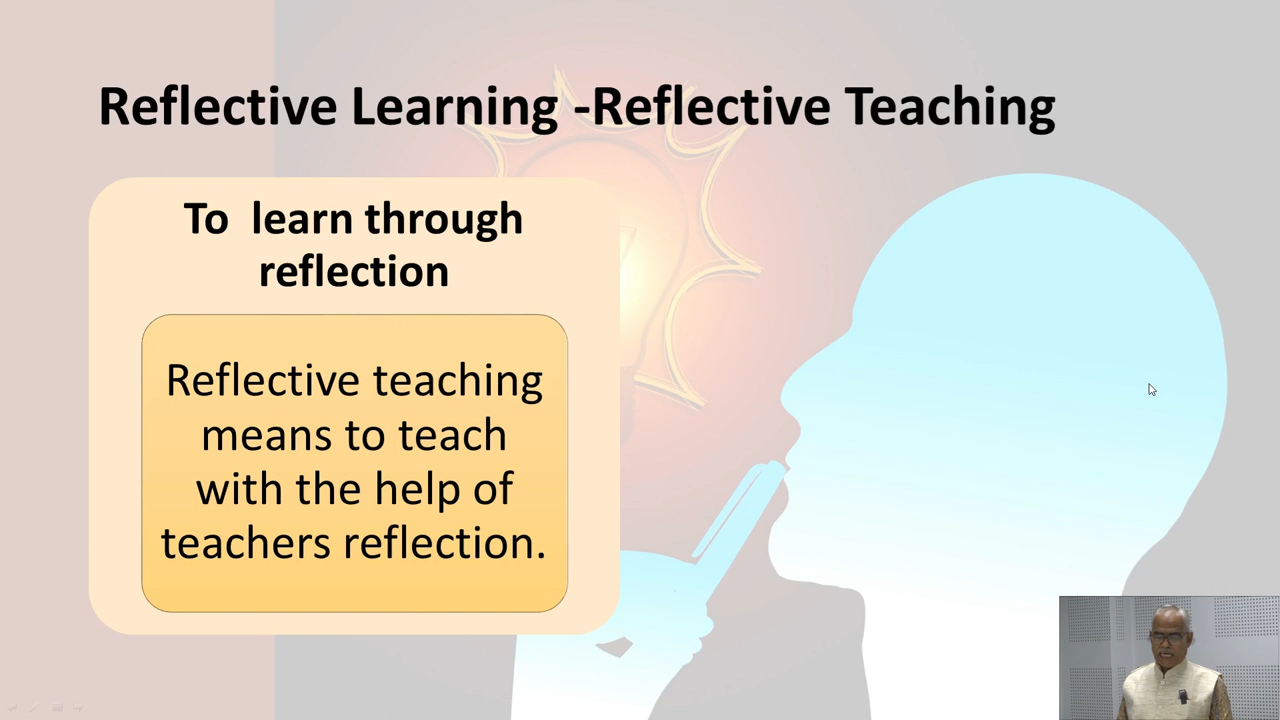 Reflective Learning -Reflective Teaching
To learn through
reflection
Reflective teaching
means to teach
with the help of
teachers reflection.